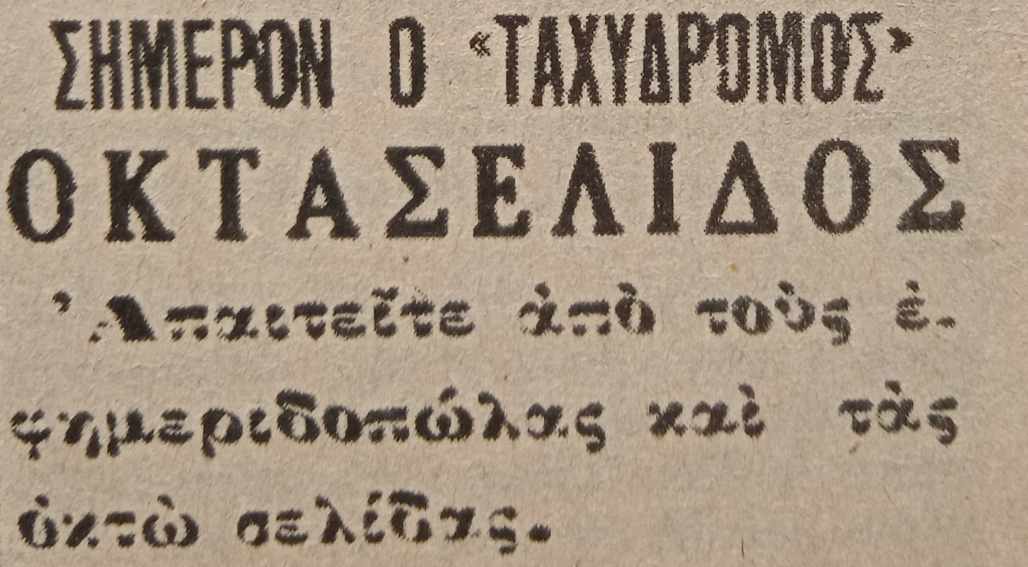 ΣΗΜΕΡΟΝ Ο «ΤΑΧΥΔΡΟΜΟΣ»
ΟΚΤΑΣΕΛΙΔΟΣ
Ἀπαιτεῖτε ἀπὸ τοὺς ἐ-
φημεριδοπώλας καὶ τὰς
ὀκτὼ σελίδας.